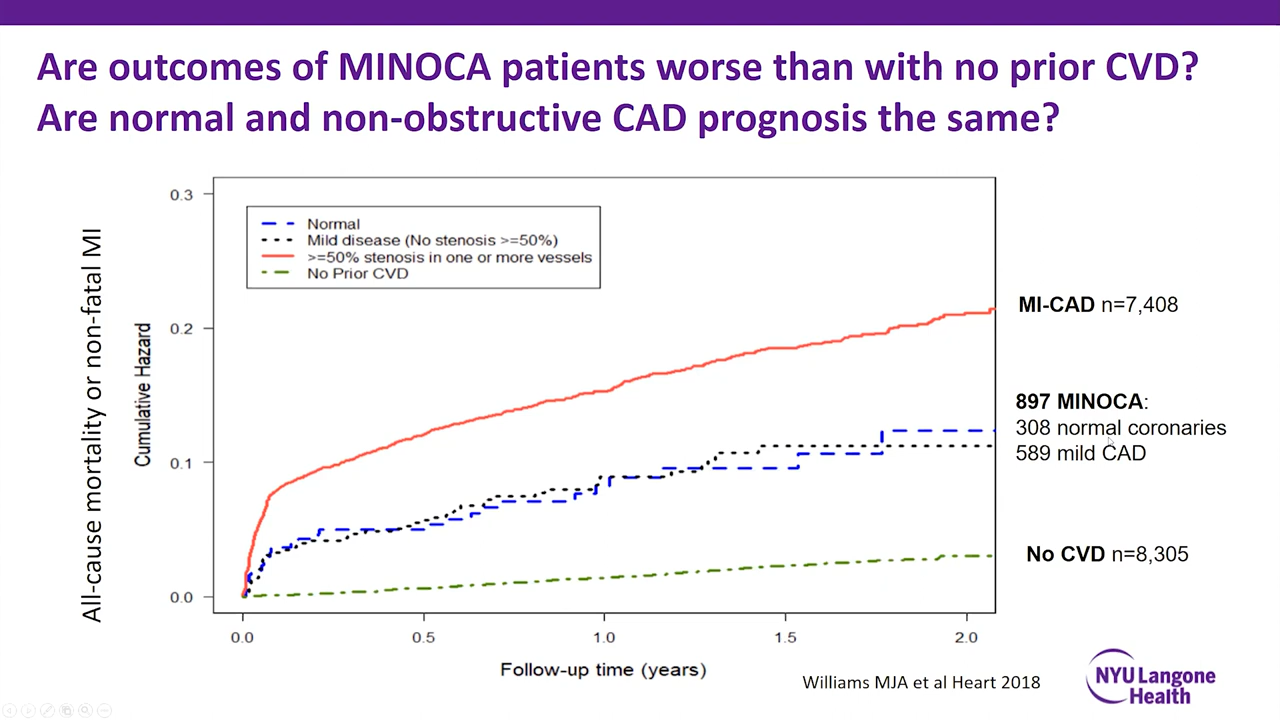 Are outcomes of MINOCA patients worse than with no prior CVD?
Are normal and non-obstructive CAD prognosis the same?
All-cause mortality or non-fatal MI
Cumulative Hazard
0.3
0.2
0.1
0.0
Normal
Mild disease (No stenosis >=50%)
>=50% stenosis in one or more vessels
No Prior CVD
MI-CAD n=7,408
897 MINOCA:
308 normal coronaries
589 mild CAD
No CVD n=8,305
0.0 0.5 1.0 1.5 2.0
Follow-up time (years)
Williams MJA et al Heart 2018
NYU Langone
Health